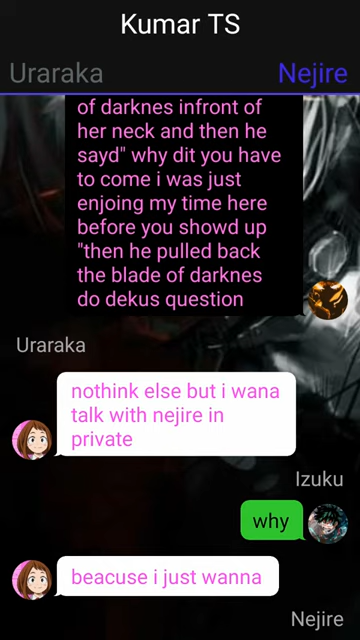 Kumar TS
Uraraka Nejire
of darknes infront of
her neck and then he
sayd" why dit you have
to come i was just
enjoing my time here
before you showd up
"then he pulled back
the blade of darknes
do dekus question
Uraraka
nothink else but i wana
talk with nejire in
private
Izuku
why
beacuse i just wanna
Nejire